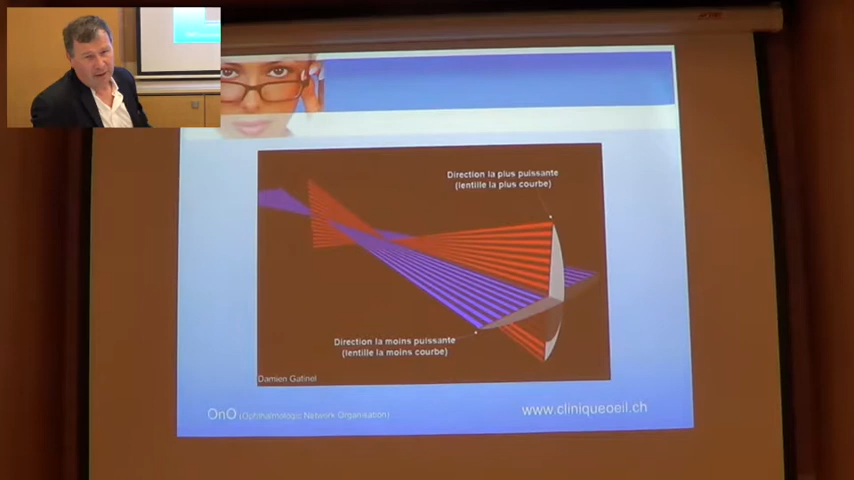 Direction la plus puissante
(lentille la plus courbe)
Direction la moins puissante
(lentille la moins courbe)
Damien Gatinel
OnO (Ophthalmologic Network Organisation)
www.cliniqueoeil.ch